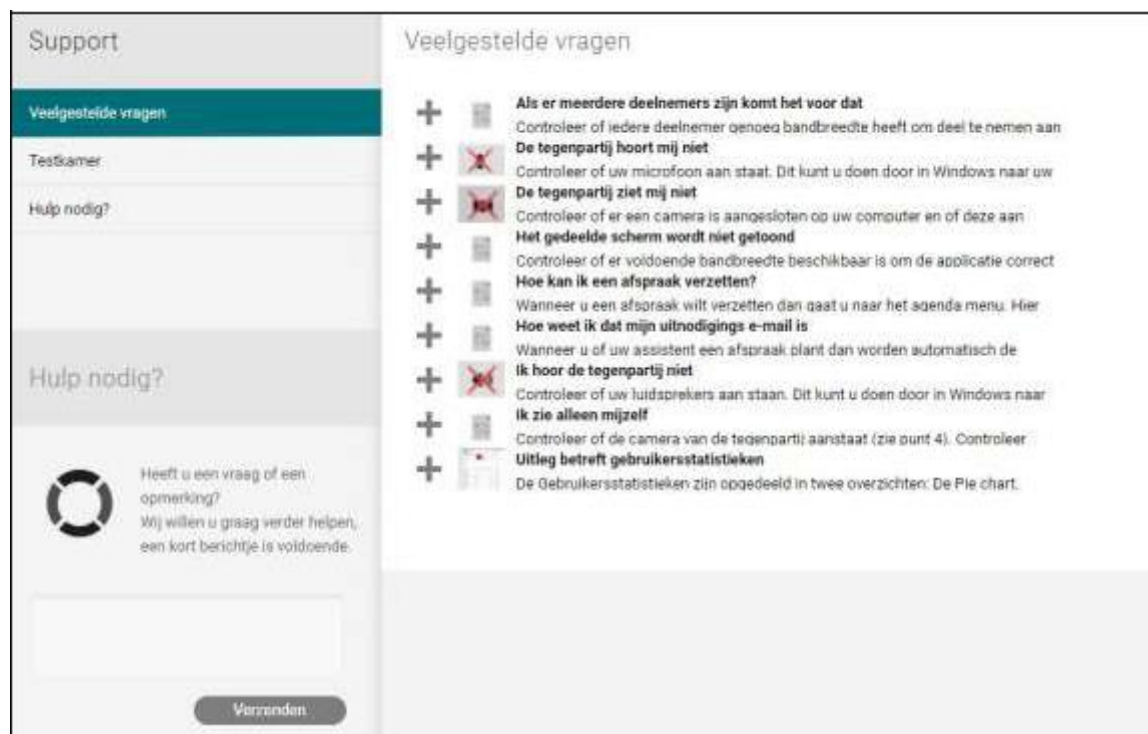 Support
Veelgestelde vragen
Testkamer
Hulp nodig?
Hulp nodig?
Heeft u een vraag of een
opmerking?
Wij willen u graag verder helpen,
een kort berichtje is voldoende.
Verzenden
Veelgestelde vragen
Als er meerdere deelnemers zijn komt het voor dat
Controleer of iedere deelnemer genoeg bandbreedte heeft om deel te nemen aan
De tegenpartij hoort mij niet
Controleer of uw microfoon aan staat. Dit kunt u doen door in Windows naar uw
De tegenpartij ziet mij niet
Controleer of er een camera is aangesloten op uw computer en of deze aan
Het gedeelde scherm wordt niet getoond
Controleer of er voldoende bandbreedte beschikbaar is om de applicatie correct
Hoe kan ik een afspraak verzetten?
Wanneer u een afspraak wilt verzetten dan gaat u naar het agenda menu. Hier
Hoe weet ik dat mijn uitnodigings e-mail is
Wanneer u of uw assistent een afspraak plant dan worden automatisch de
Ik hoor de tegenpartij niet
Controleer of uw luidsprekers aan staan. Dit kunt u doen door in Windows naar
Ik zie alleen mijzelf
Controleer of de camera van de tegenpartij aanstaat (zie punt 4). Controleer
Uitleg betreft gebruikersstatistieken
De Gebruikersstatistieken zijn opgedeeld in twee overzichten: De Pie chart.